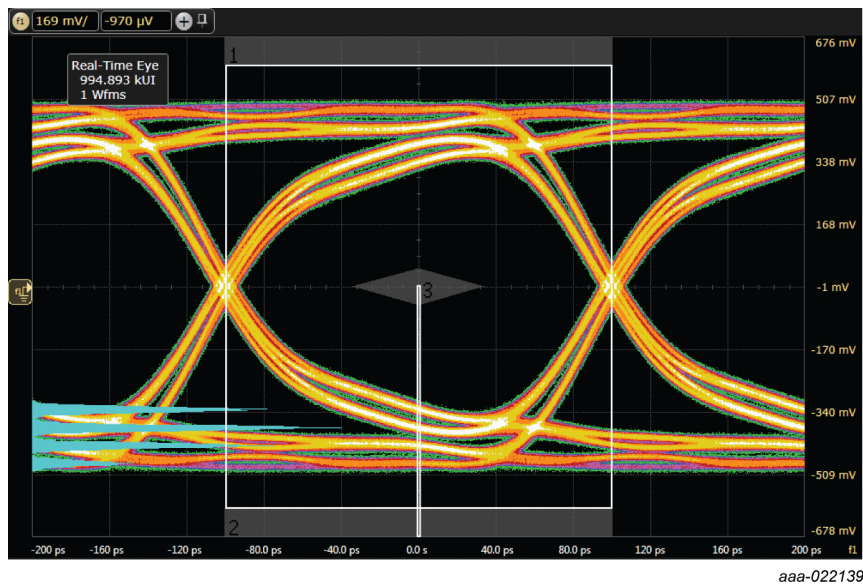 f1 169 mV/ -970 µV
1
676 mV
Real-Time Eye
994.893 kUI
1 Wfms
507 mV
338 mV
168 mV
3
-1 mV
-170 mV
-340 mV
-509 mV
2
-678 mV
-200 ps -160 ps -120 ps -80.0 ps -40.0 ps 0.0 s 40.0 ps 80.0 ps 120 ps 160 ps 200 ps f1
aaa-022139